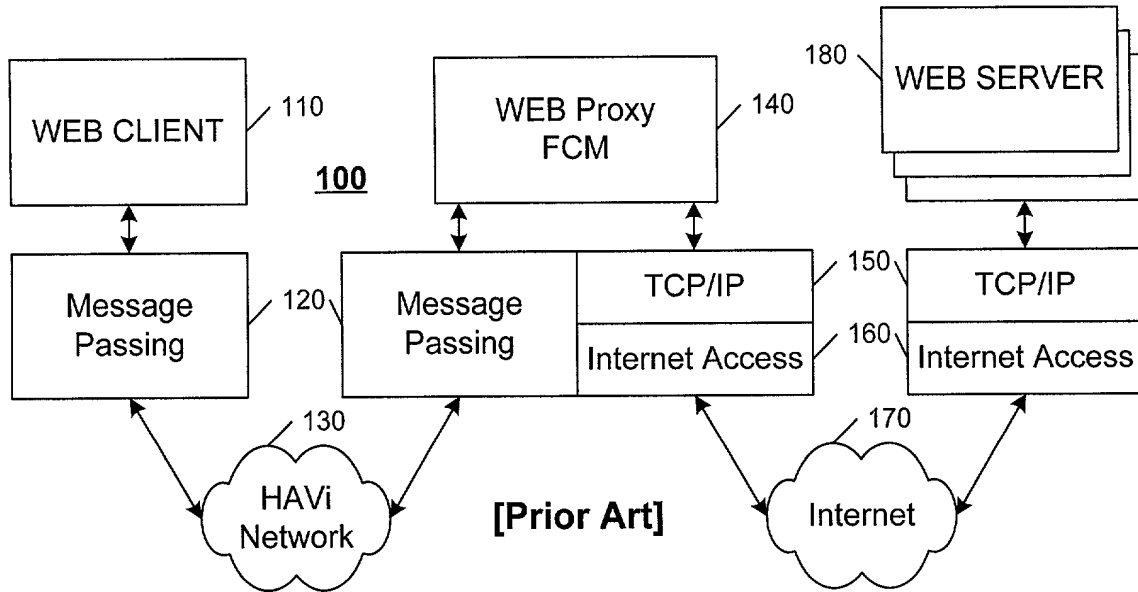 180
WEB SERVER
WEB CLIENT
110
WEB Proxy
FCM
140
100
Message
Passing
120
Message
Passing
TCP/IP
Internet Access
150
160
TCP/IP
Internet Access
130
HAVi
Network
[Prior Art]
170
Internet